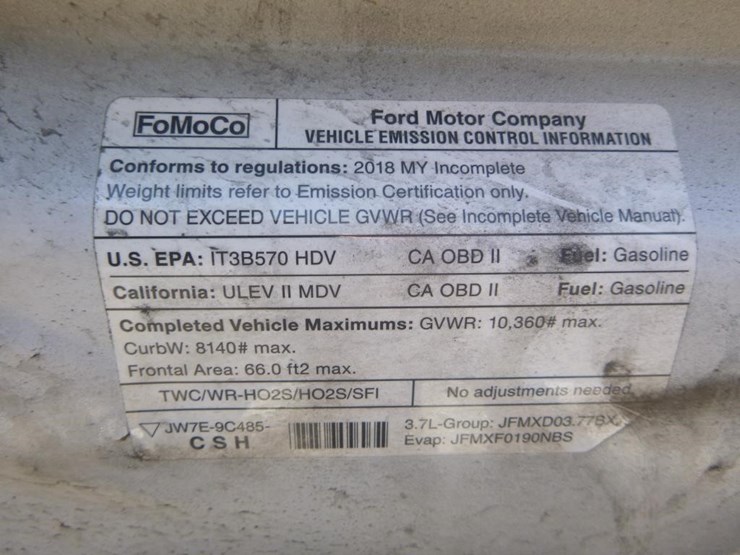 FoMoCo
Ford Motor Company
VEHICLE EMISSION CONTROL INFORMATION
Conforms to regulations: 2018 MY Incomplete
Weight limits refer to Emission Certification only.
DO NOT EXCEED VEHICLE GVWR (See Incomplete Vehicle Manual).
U.S. EPA: IT3B570 HDV CA OBD II Fuel: Gasoline
California: ULEV II MDV CA OBD II Fuel: Gasoline
Completed Vehicle Maximums: GVWR: 10,360# max.
CurbW: 8140# max.
Frontal Area: 66.0 ft2 max.
TWC/WR-HO2S/HO2S/SFI No adjustments needed.
JW7E-9C485-
CSH
3.7L-Group:
Evap: JFMXF0190NBS